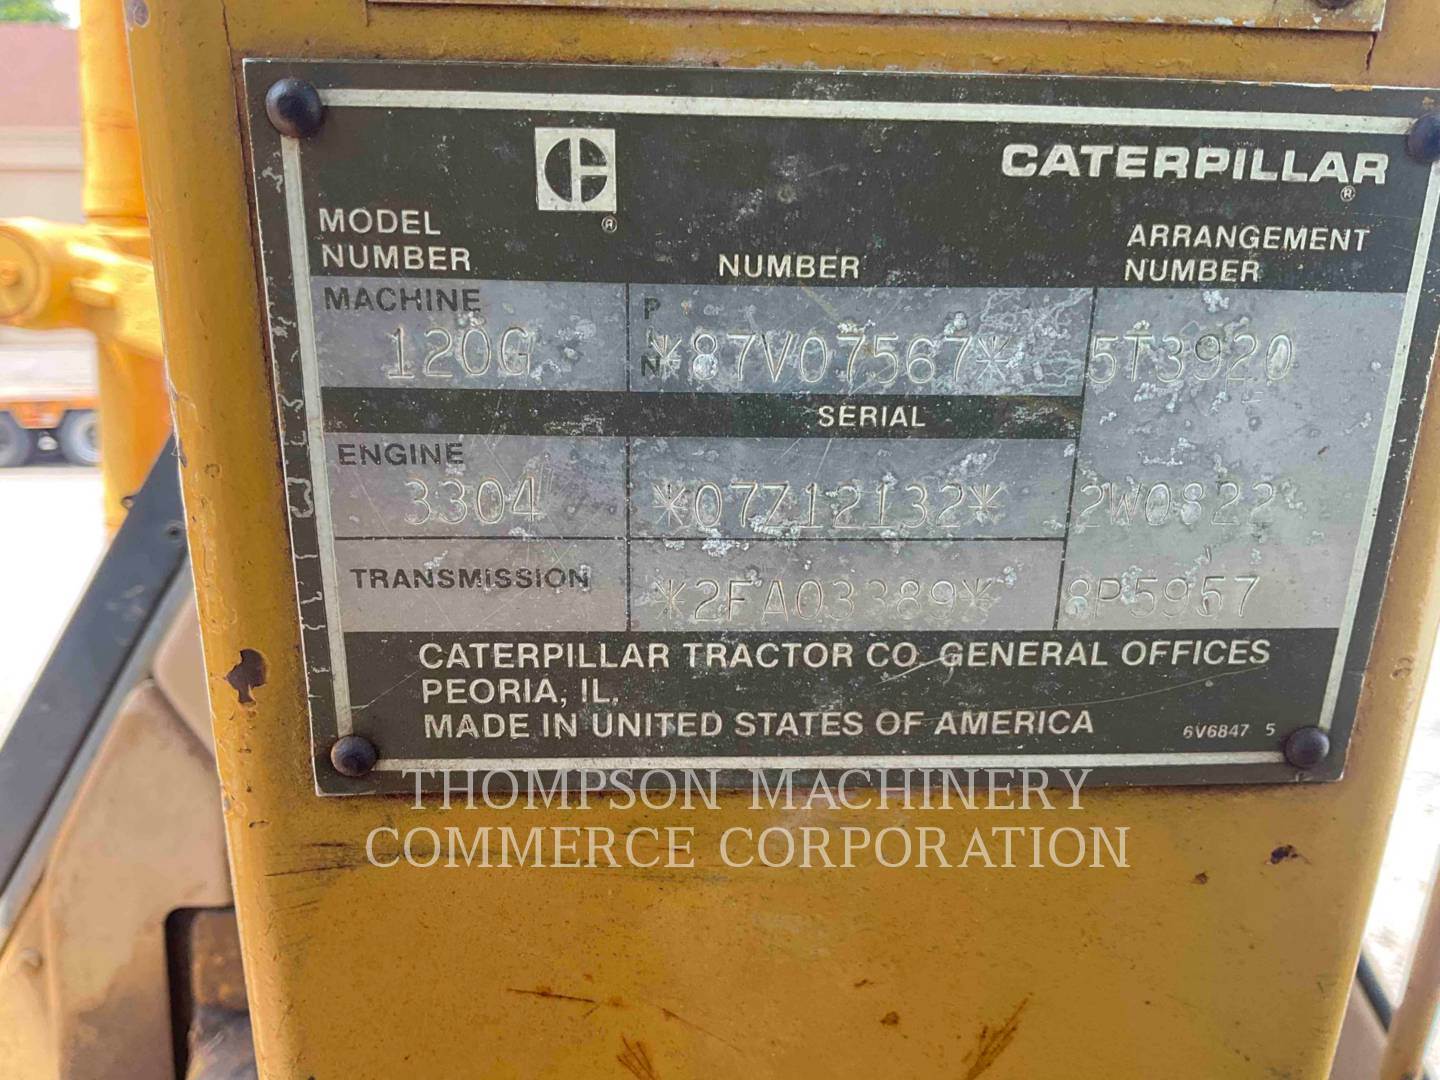 CATERPILLAR
®
®
MODEL NUMBER
NUMBER
ARRANGEMENT NUMBER
MACHINE
120G
PIN
*87V07567*
5T3920
SERIAL
ENGINE
3304
*07Z12132*
2W0822
TRANSMISSION
*2FA03389*
8P5957
CATERPILLAR TRACTOR CO. GENERAL OFFICES
PEORIA, IL.
MADE IN UNITED STATES OF AMERICA
6V6847 5
THOMPSON MACHINERY
COMMERCE CORPORATION